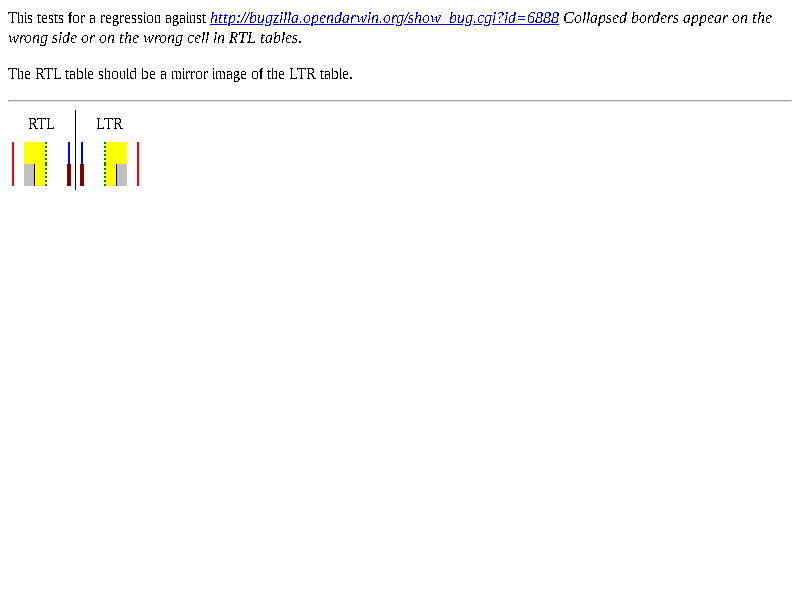 This tests for a regression against http://bugzilla.opendarwin.org/show_bug.cgi?id=6888 Collapsed borders appear on the
wrong side or on the wrong cell in RTL tables.
The RTL table should be a mirror image of the LTR table.
RTL LTR